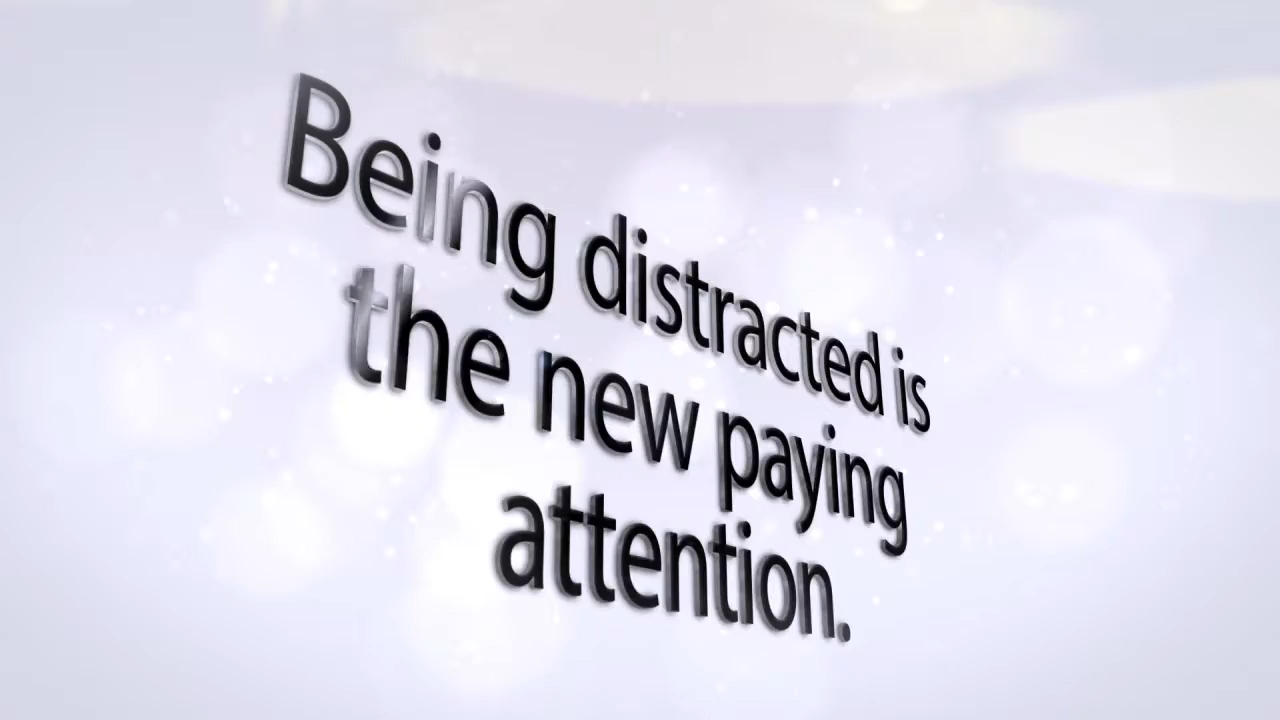 Being distracted is
the new paying
attention.